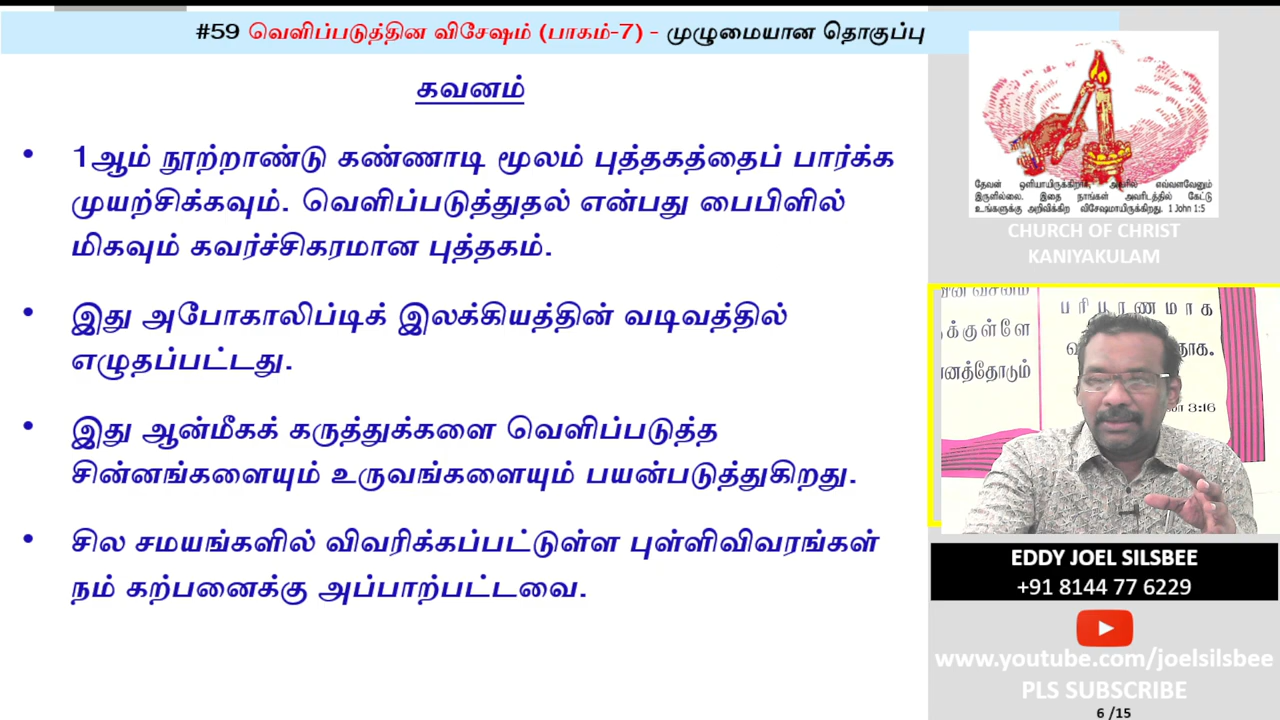 #59 வெளிப்படுத்தின விசேஷம் (பாகம்-7) - முழுமையான தொகுப்பு
கவனம்
• 1ஆம் நூற்றாண்டு கண்ணாடி மூலம் புத்தகத்தைப் பார்க்க
முயற்சிக்கவும். வெளிப்படுத்துதல் என்பது பைபிளில்
மிகவும் கவர்ச்சிகரமான புத்தகம்.
• இது அபோகாலிப்டிக் இலக்கியத்தின் வடிவத்தில்
எழுதப்பட்டது.
• இது ஆன்மீகக் கருத்துக்களை வெளிப்படுத்த
சின்னங்களையும் உருவங்களையும் பயன்படுத்துகிறது.
• சில சமயங்களில் விவரிக்கப்பட்டுள்ள புள்ளிவிவரங்கள்
நம் கற்பனைக்கு அப்பாற்பட்டவை.
தேவன் ஒளியாயிருக்கிறார், அவரில் எவ்வளவேனும்
இருளில்லை. இதை நாங்கள் அவரிடத்தில் கேட்டு
உங்களுக்கு அறிவிக்கிற விசேஷமாயிருக்கிறது. 1 John 1:5
CHURCH OF CHRIST
KANIYAKULAM
வசனம்
பரிபூரணமாக
க்குள்ளே
னத்தோடும்
3:16
EDDY JOEL SILSBEE
+91 8144 77 6229
www.youtube.com/joelsilsbee
PLS SUBSCRIBE
6 /15